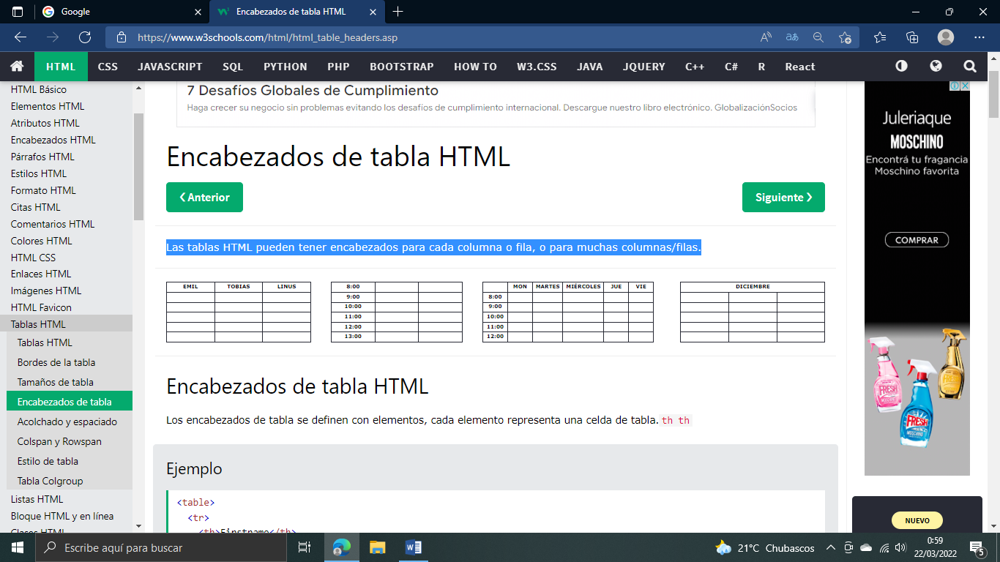 Google
Encabezados de tabla HTML
https://www.w3schools.com/html/html_table_headers.asp
HTML CSS JAVASCRIPT SQL PYTHON PHP BOOTSTRAP HOW TO W3.CSS JAVA JQUERY C++ C# R React
HTML Básico
Elementos HTML
Atributos HTML
Encabezados HTML
Párrafos HTML
Estilos HTML
Formato HTML
Citas HTML
Comentarios HTML
Colores HTML
HTML CSS
Enlaces HTML
Imágenes HTML
HTML Favicon
Tablas HTML
Tablas HTML
Bordes de la tabla
Tamaños de tabla
Encabezados de tabla
Acolchado y espaciado
Colspan y Rowspan
Estilo de tabla
Tabla Colgroup
Listas HTML
Bloque HTML y en línea
Clases HTML
7 Desafíos Globales de Cumplimiento
Haga crecer su negocio sin problemas evitando los desafíos de cumplimiento internacional. Descargue nuestro libro electrónico. GlobalizaciónSocios
Encabezados de tabla HTML
❮ Anterior
Siguiente ❯
Las tablas HTML pueden tener encabezados para cada columna o fila, o para muchas columnas/filas.
EMIL TOBIAS LINUS
8:00
9:00
10:00
11:00
12:00
13:00
MON MARTES MIÉRCOLES JUE VIE
8:00
9:00
10:00
11:00
12:00
DICIEMBRE
Encabezados de tabla HTML
Los encabezados de tabla se definen con elementos, cada elemento representa una celda de tabla. th th
Ejemplo
<table>
<tr>
<th>Firstname</th>
Juleriaque
MOSCHINO
Encontrá tu fragancia
Moschino favorita
COMPRAR
FRESH
FRESH
FRESH
NUEVO
Escribe aquí para buscar
21°C Chubascos
0:59
22/03/2022
5